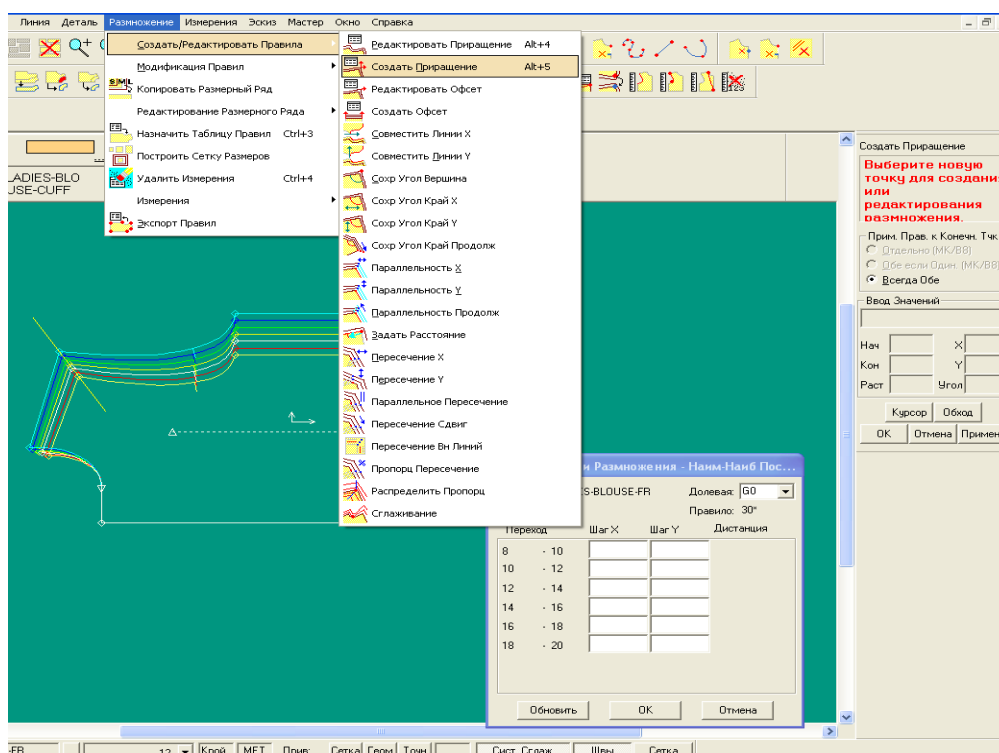 Линия Деталь Размножение Измерения Эскиз Мастер Окно Справка
Создать/Редактировать Правила
Модификация Правил
Копировать Размерный Ряд
Редактирование Размерного Ряда
Назначить Таблицу Правил Ctrl+3
Построить Сетку Размеров
Удалить Измерения Ctrl+4
Измерения
Экспорт Правил
Редактировать Приращение Alt+4
Создать Приращение Alt+5
Редактировать Офсет
Создать Офсет
Совместить Линии X
Совместить Линии Y
Сохр Угол Вершина
Сохр Угол Край X
Сохр Угол Край Y
Сохр Угол Край Продолж
Параллельность X
Параллельность Y
Параллельность Продолж
Задать Расстояние
Пересечение X
Пересечение Y
Параллельное Пересечение
Пересечение Сдвиг
Пересечение Вн Линий
Пропорц Пересечение
Распределить Пропорц
Сглаживание
...
LADIES-BLO
USE-CUFF
Создать Приращение
Выберите новую
точку для создания
или
редактирования
размножения.
Прим. Прав. к Конечн. Тчк
Отдельно (МК/В8)
Обе если Один. (МК/В8)
Всегда Обе
Ввод Значений
Нач X
Кон Y
Раст Угол
Курсор Обход
OK Отмена Примен
и Размножения - Наим-Наиб Пос...
S-BLOUSE-FR Долевая: G0
Правило: 30*
Переход Шаг X Шаг Y Дистанция
8 - 10
10 - 12
12 - 14
14 - 16
16 - 18
18 - 20
Обновить OK Отмена
-FR 12 Крой МЕТ Прив: Сетка Геом Точн Сист. Сглаж. Швы Сетка